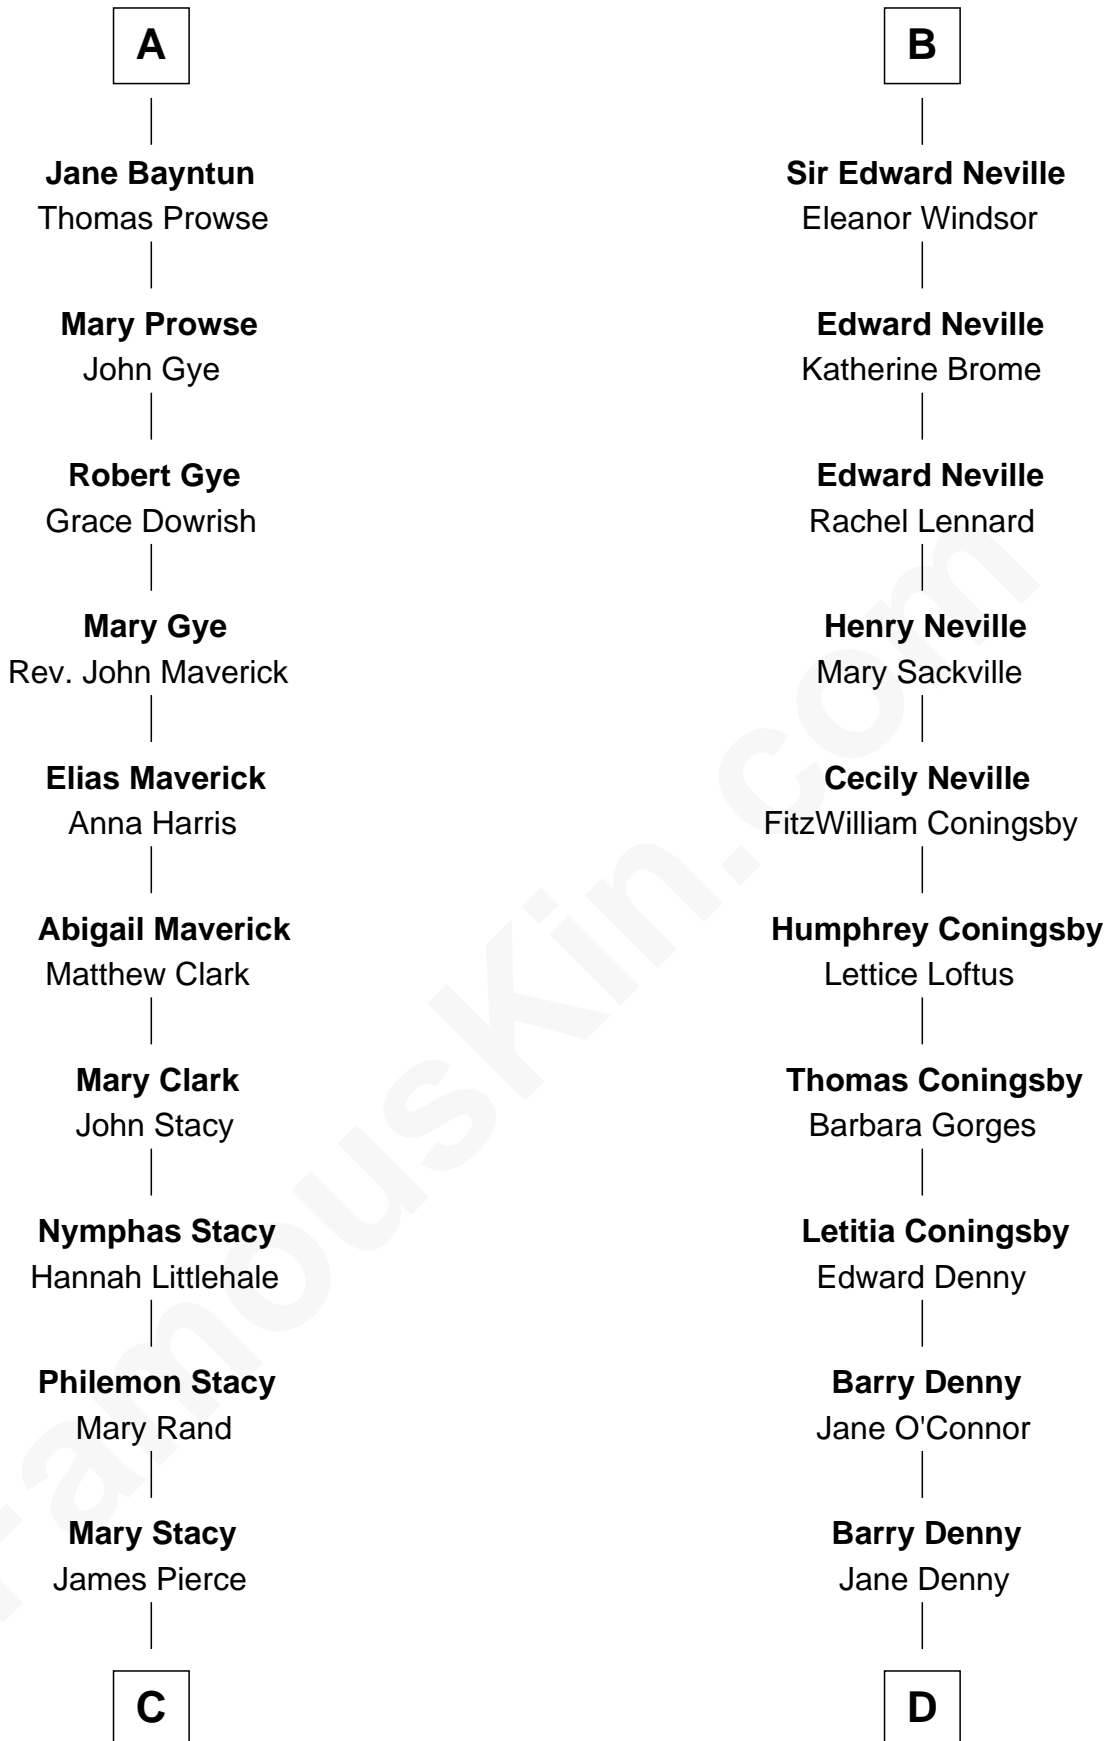 A
Jane Bayntun
Thomas Prowse
Mary Prowse
John Gye
Robert Gye
Grace Dowrish
Mary Gye
Rev. John Maverick
Elias Maverick
Anna Harris
Abigail Maverick
Matthew Clark
Mary Clark
John Stacy
Nymphas Stacy
Hannah Littlehale
Philemon Stacy
Mary Rand
Mary Stacy
James Pierce
C
B
Sir Edward Neville
Eleanor Windsor
Edward Neville
Katherine Brome
Edward Neville
Rachel Lennard
Henry Neville
Mary Sackville
Cecily Neville
FitzWilliam Coningsby
Humphrey Coningsby
Lettice Loftus
Thomas Coningsby
Barbara Gorges
Letitia Coningsby
Edward Denny
Barry Denny
Jane O'Connor
Barry Denny
Jane Denny
D
FamousKin.com